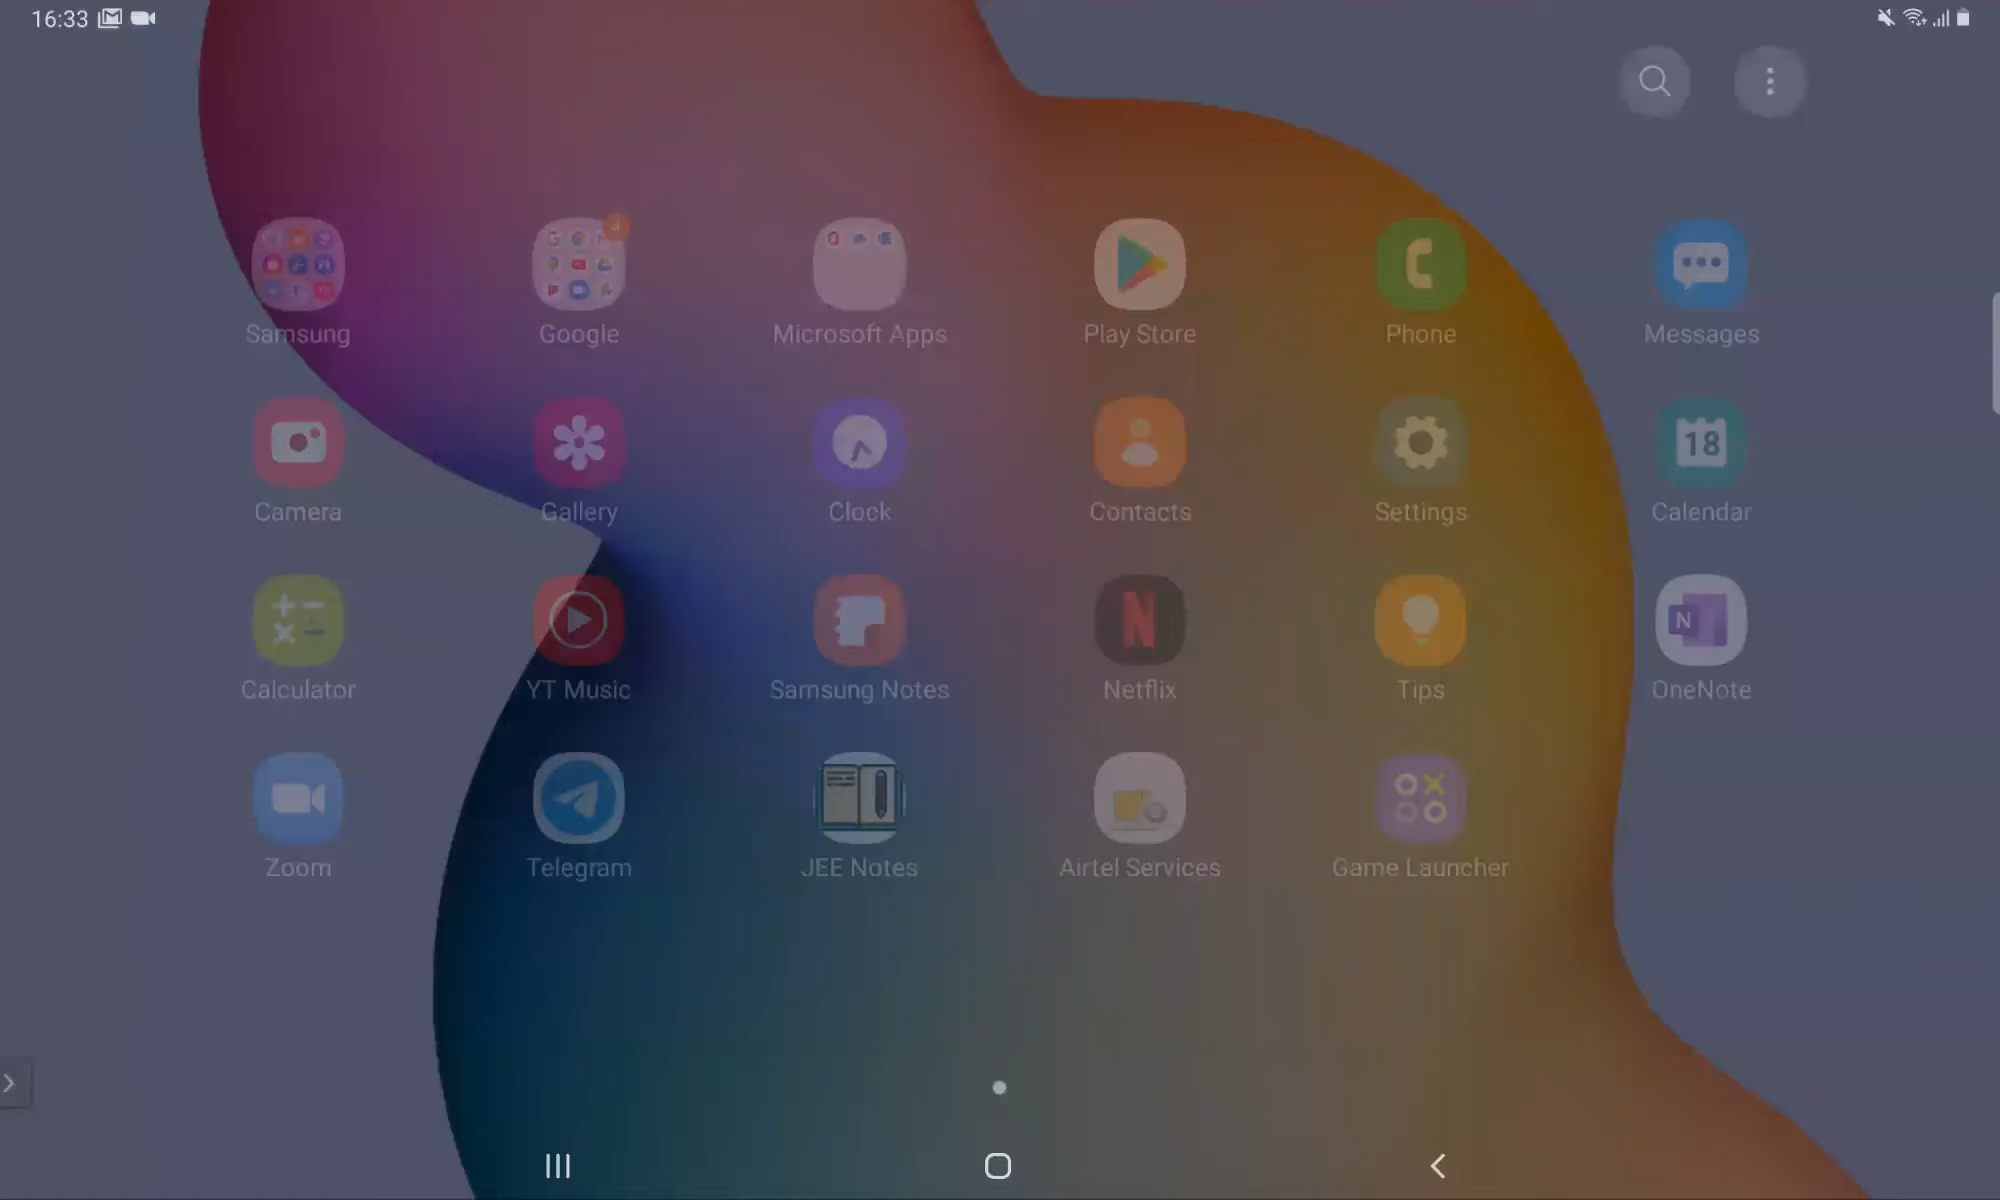 16:33
Samsung Google Microsoft Apps Play Store Phone Messages
18
Camera Gallery Clock Contacts Settings Calendar
N N
Calculator YT Music Samsung Notes Netflix Tips OneNote
Zoom Telegram JEE Notes Airtel Services Game Launcher